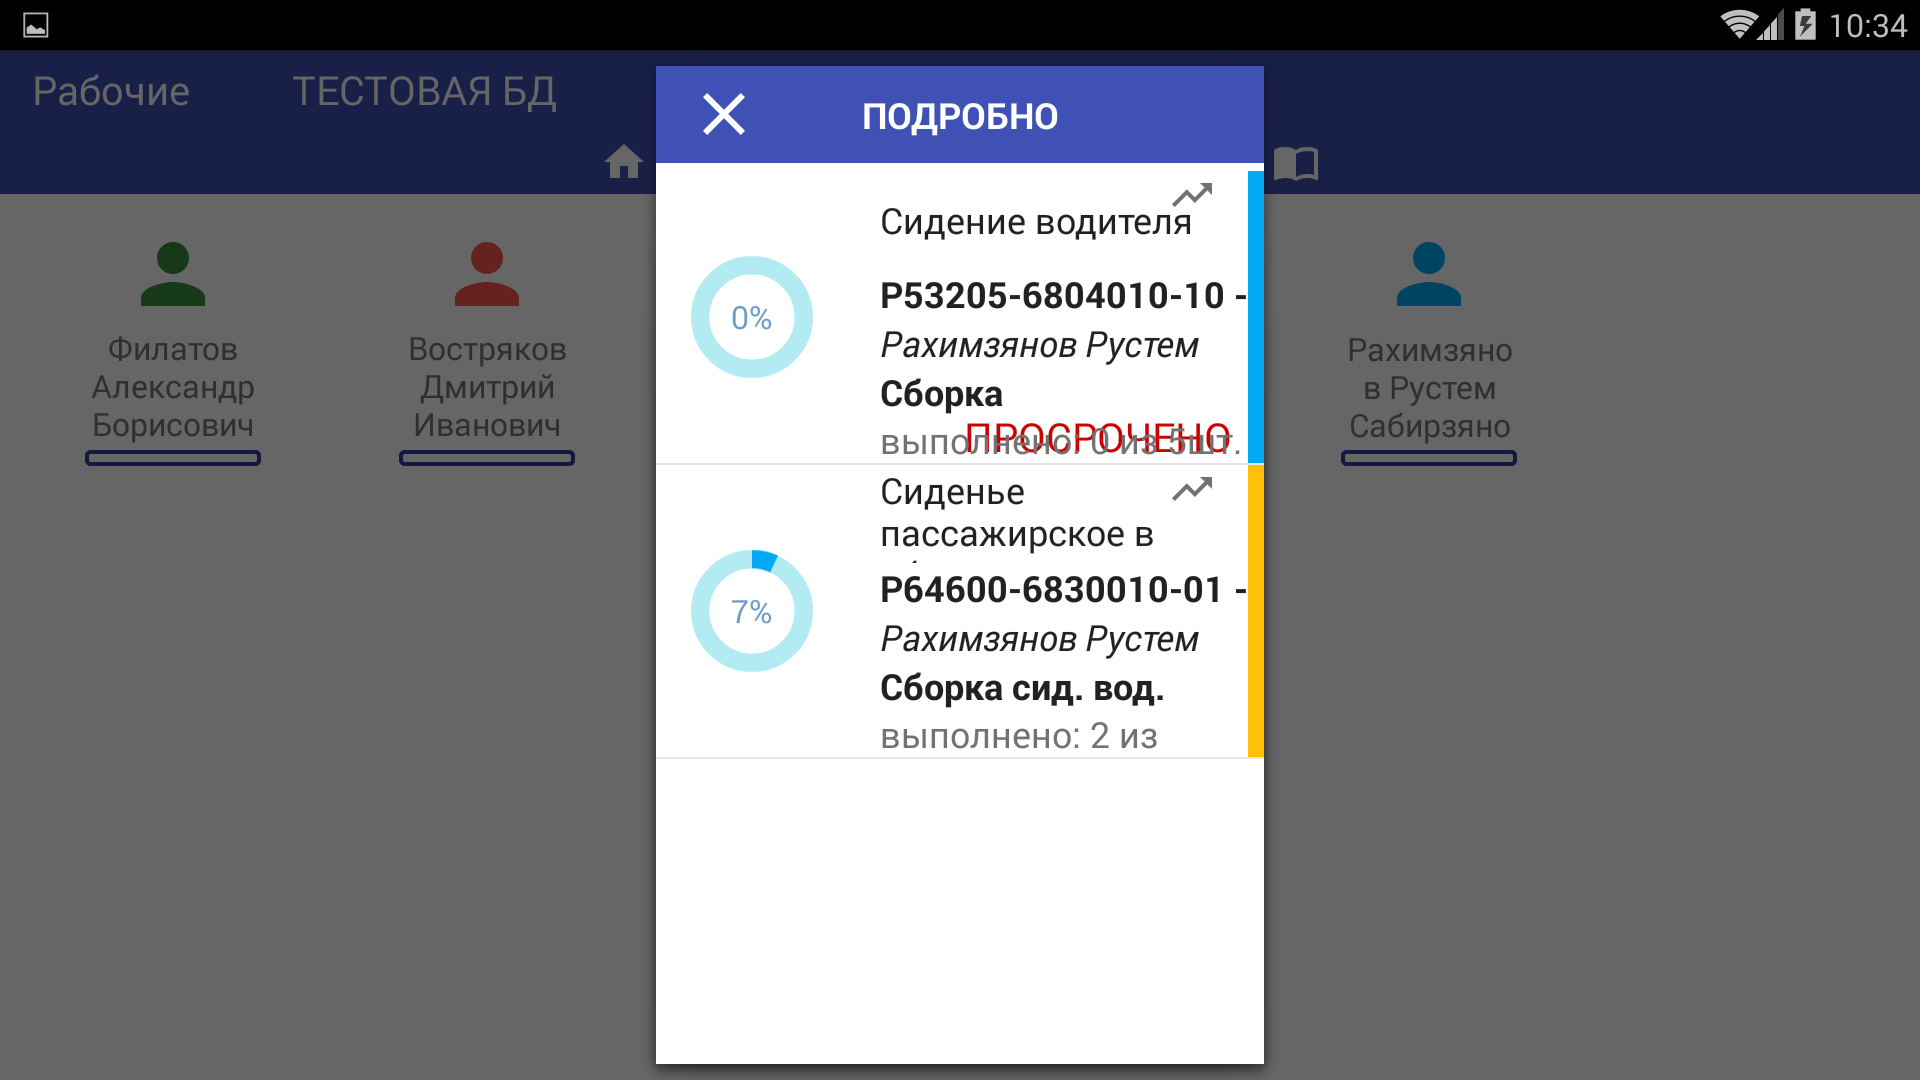 10:34
Рабочие
ТЕСТОВАЯ БД
ПОДРОБНО
Филатов
Александр
Борисович
Востряков
Дмитрий
Иванович
0%
Сидение водителя
Р53205-6804010-10 -
Рахимзянов Рустем
Сборка
ПРОСРОЧЕНО
выполнено: 0 из 5шт.
7%
Сиденье
пассажирское в
Р64600-6830010-01 -
Рахимзянов Рустем
Сборка сид. вод.
выполнено: 2 из
Рахимзяно
в Рустем
Сабирзяно